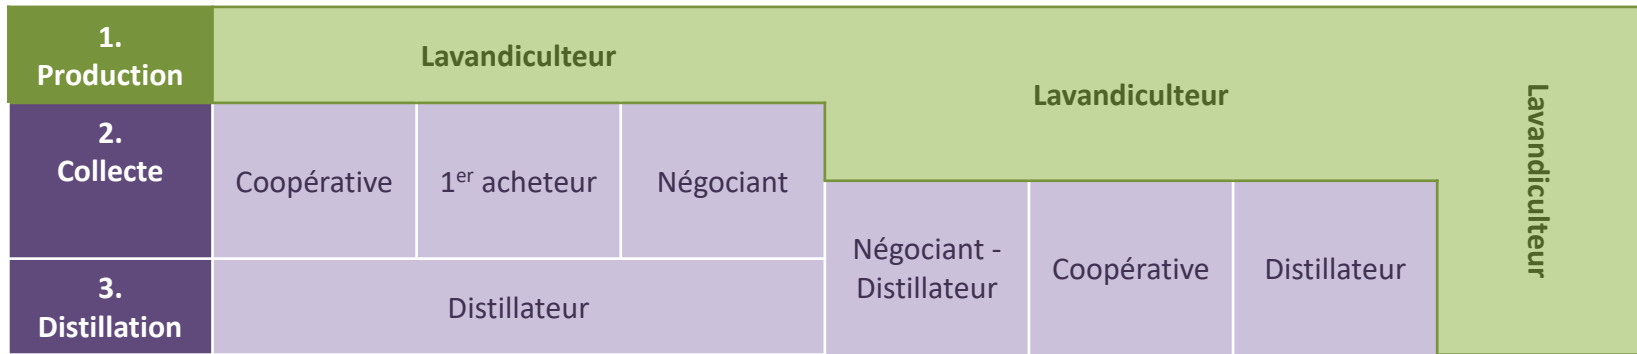 1.
Production
Lavandiculteur
Lavandiculteur
Lavandiculteur
2.
Collecte
Coopérative
1er acheteur
Négociant
Négociant -
Distillateur
Coopérative
Distillateur
3.
Distillation
Distillateur